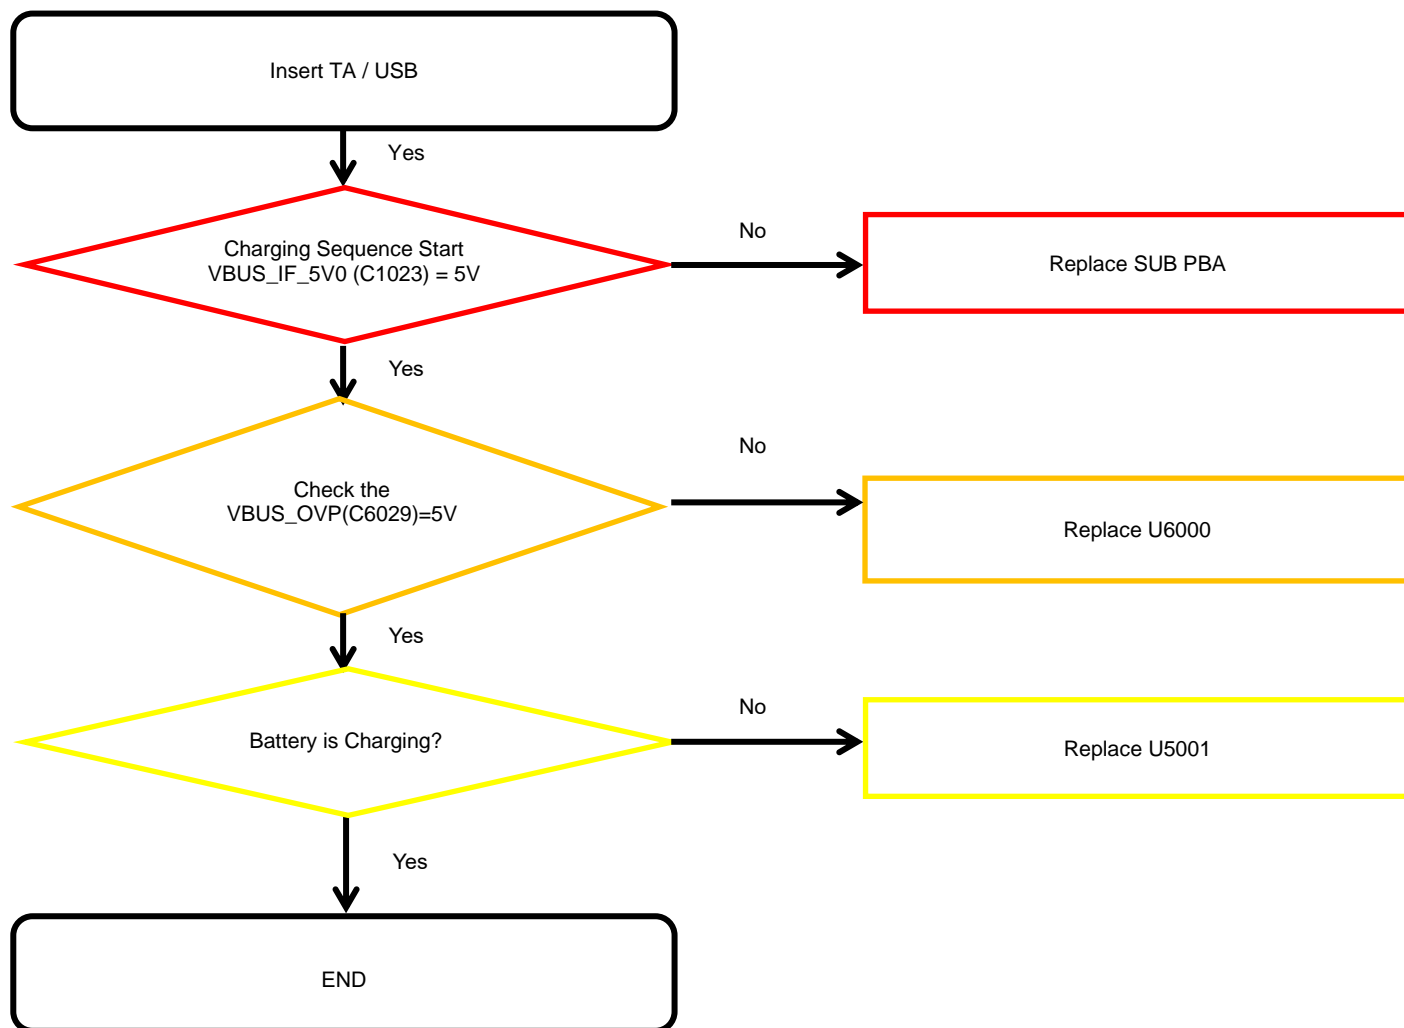 Insert TA / USB
Yes
Charging Sequence Start
VBUS_IF_5V0 (C1023) = 5V
No
Replace SUB PBA
Yes
Check the
VBUS_OVP(C6029)=5V
No
Replace U6000
Yes
Battery is Charging?
No
Replace U5001
Yes
END